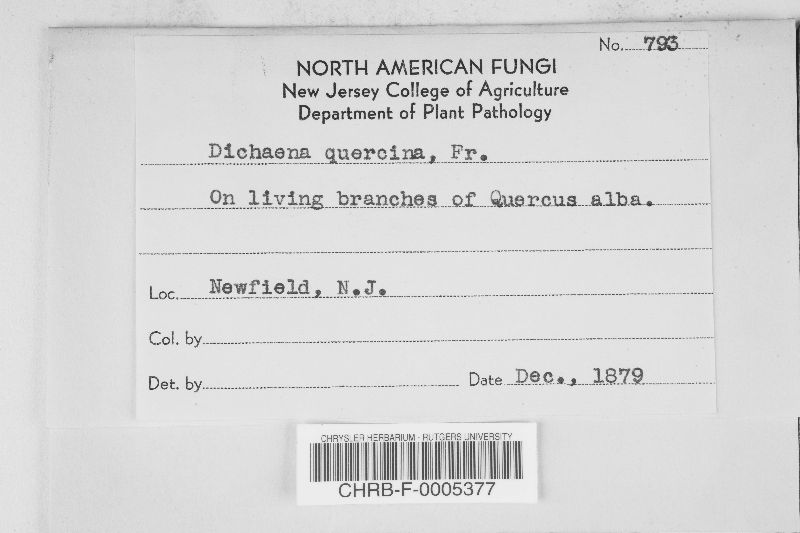 No. 793
NORTH AMERICAN FUNGI
New Jersey College of Agriculture
Department of Plant Pathology
Dichaena quercina, Fr.
On living branches of Quercus alba.
Loc. Newfield, N.J.
Col. by
Det. by Date Dec., 1879
CHRYSLER HERBARIUM - RUTGERS UNIVERSITY
CHRB-F-0005377